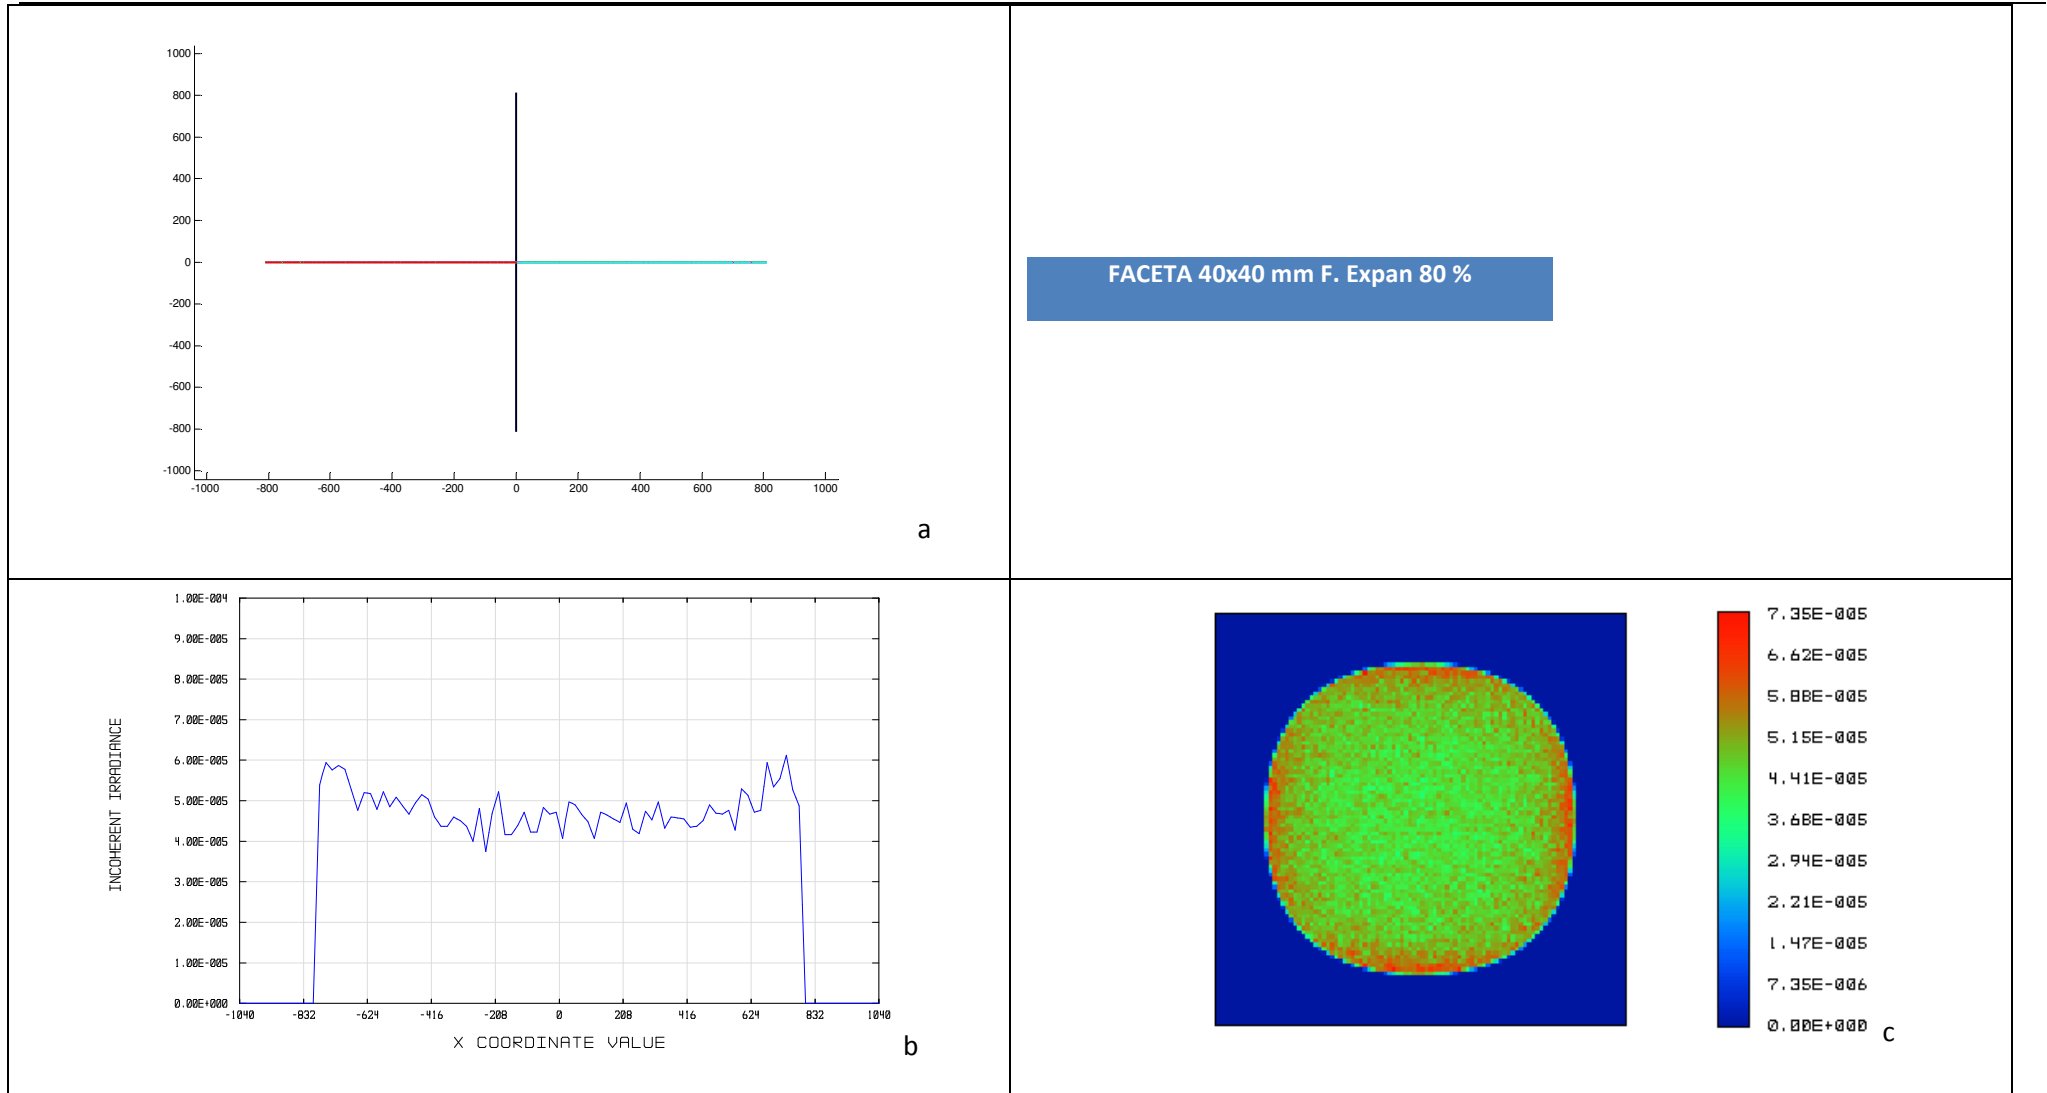 1000
800
600
400
200
0
-200
-400
-600
-800
-1000
-1000 -800 -600 -400 -200 0 200 400 600 800 1000
a
FACETA 40x40 mm F. Expan 80 %
1.00E-004
9.00E-005
8.00E-005
7.00E-005
6.00E-005
5.00E-005
4.00E-005
3.00E-005
2.00E-005
1.00E-005
0.00E+000
INCOHERENT IRRADIANCE
-1040 -832 -624 -416 -208 0 208 416 624 832 1040
X COORDINATE VALUE
b
7.35E-005
6.62E-005
5.88E-005
5.15E-005
4.41E-005
3.68E-005
2.94E-005
2.21E-005
1.47E-005
7.35E-006
0.00E+000
c